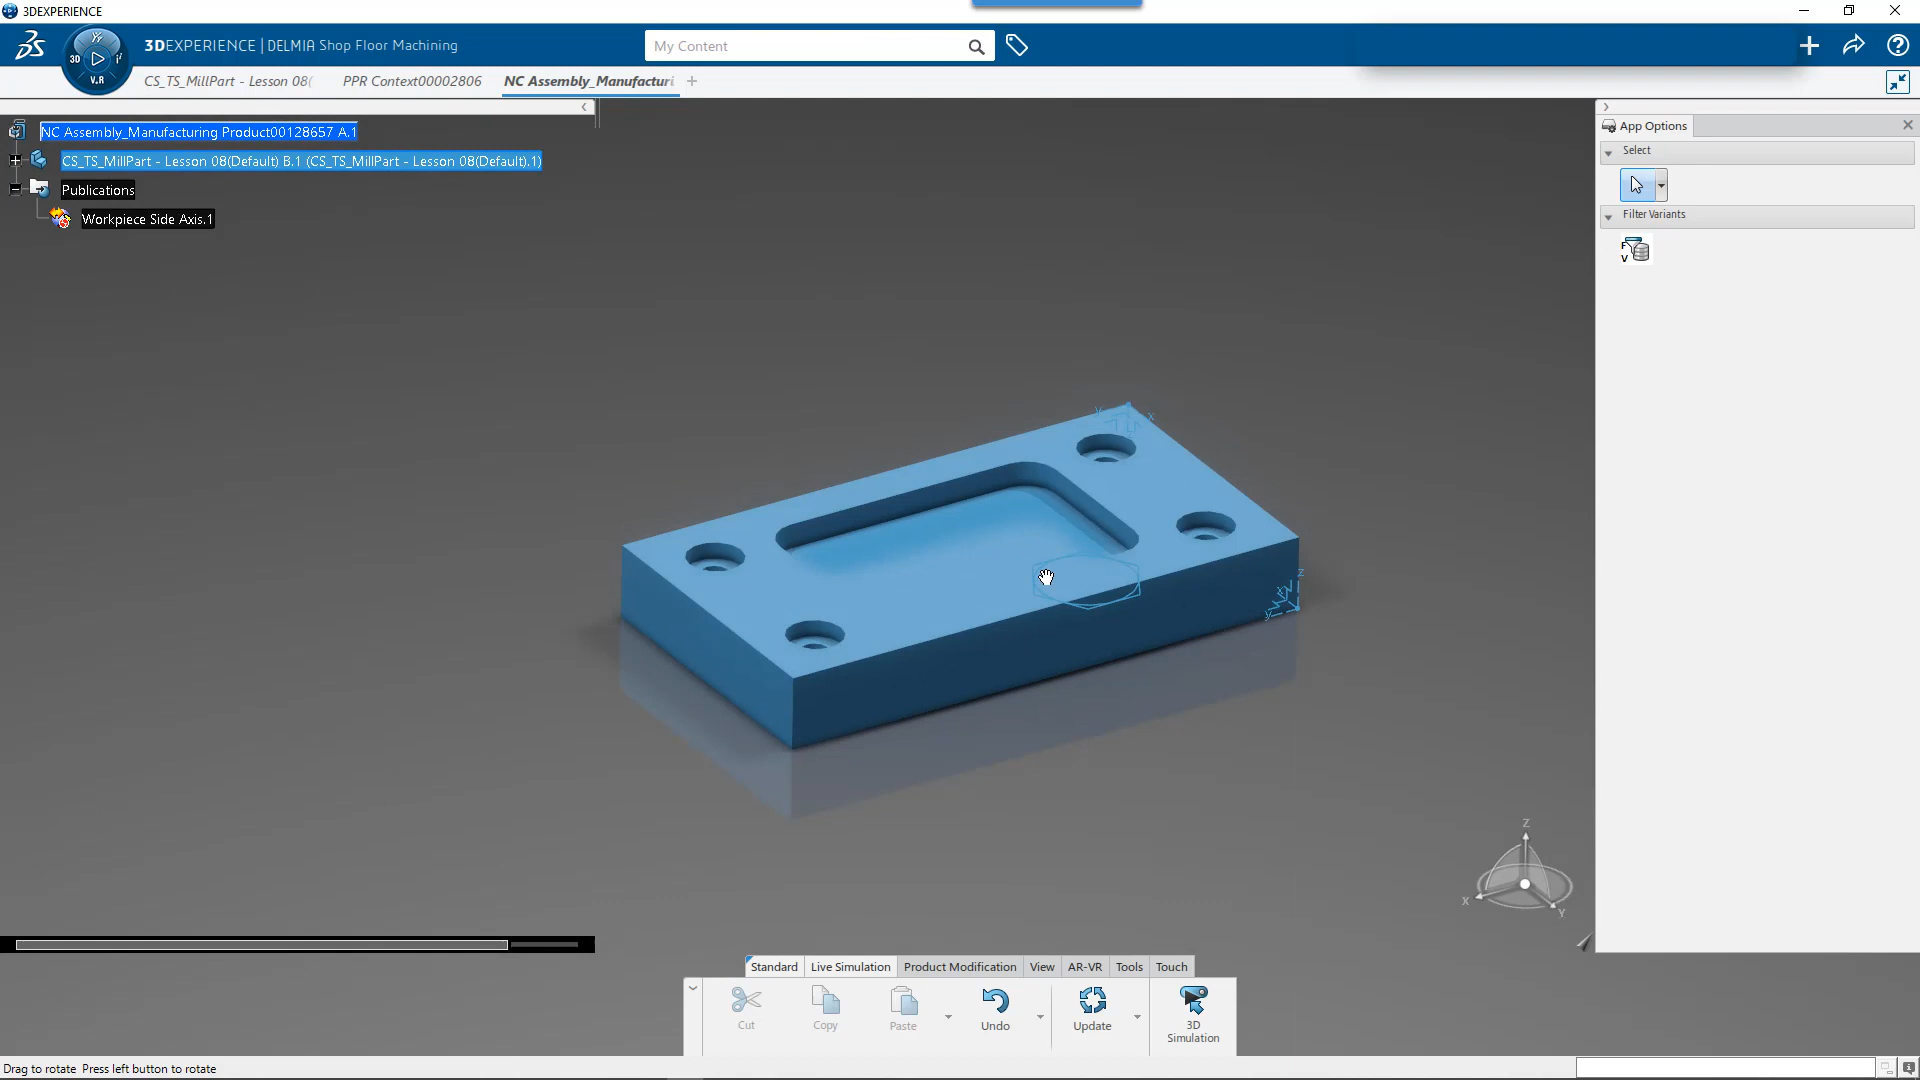 3DEXPERIENCE
3D
V.R
3DEXPERIENCE | DELMIA Shop Floor Machining
My Content
CS_TS_MillPart - Lesson 08(
PPR Context00002806
NC Assembly_Manufacturi
NC Assembly_Manufacturing Product00128657 A.1
CS_TS_MillPart - Lesson 08(Default) B.1 (CS_TS_MillPart - Lesson 08(Default).1)
Publications
Workpiece Side Axis.1
App Options
Select
Filter Variants
F
V
y
x
z
x
y
Z
X
Y
Standard
Live Simulation
Product Modification
View
AR-VR
Tools
Touch
Cut
Copy
Paste
Undo
Update
3D
Simulation
Drag to rotate Press left button to rotate